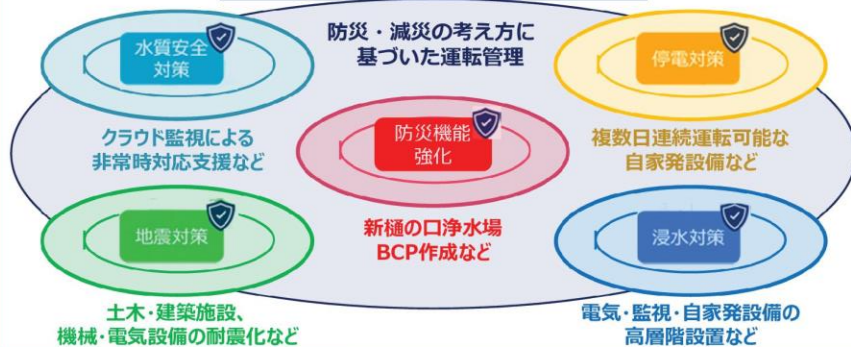 防災・減災の考え方に
基づいた運転管理
水質安全
対策
クラウド監視による
非常時対応支援など
停電対策
複数日連続運転可能な
自家発設備など
防災機能
強化
新樋の口浄水場
BCP作成など
地震対策
土木・建築施設、
機械・電気設備の耐震化など
浸水対策
電気・監視・自家発設備の
高層階設置など